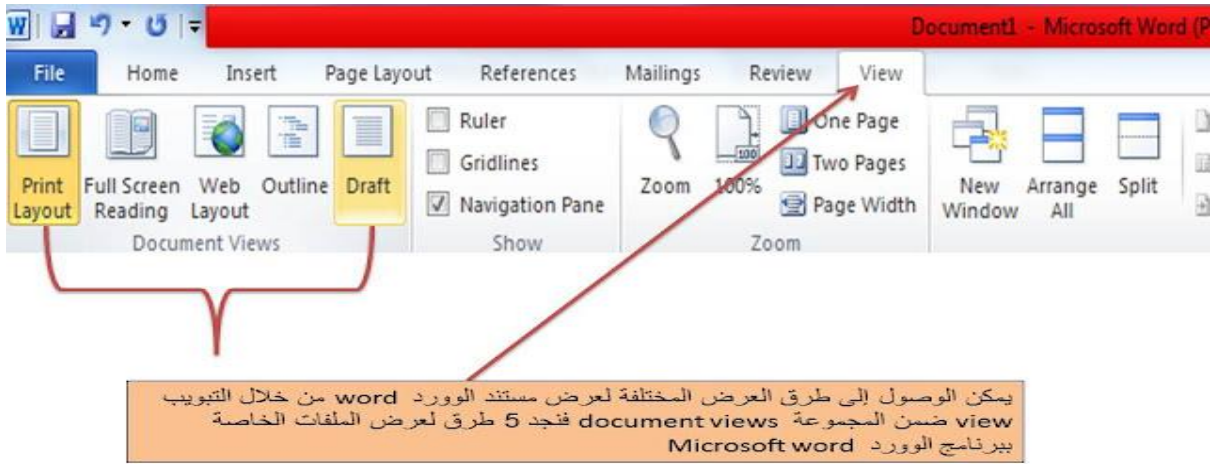 Document1 - Microsoft Word (P
File Home Insert Page Layout References Mailings Review View
Print Layout
Full Screen Reading
Web Layout
Outline
Draft
Document Views
Ruler
Gridlines
Navigation Pane
Show
Zoom
100%
One Page
Two Pages
Page Width
Zoom
New Window
Arrange All
Split
يمكن الوصول إلى طرق العرض المختلفة لعرض مستند الوورد word من خلال التبويب
view ضمن المجموعة document views فنجد 5 طرق لعرض الملفات الخاصة
ببرنامج الوورد Microsoft word